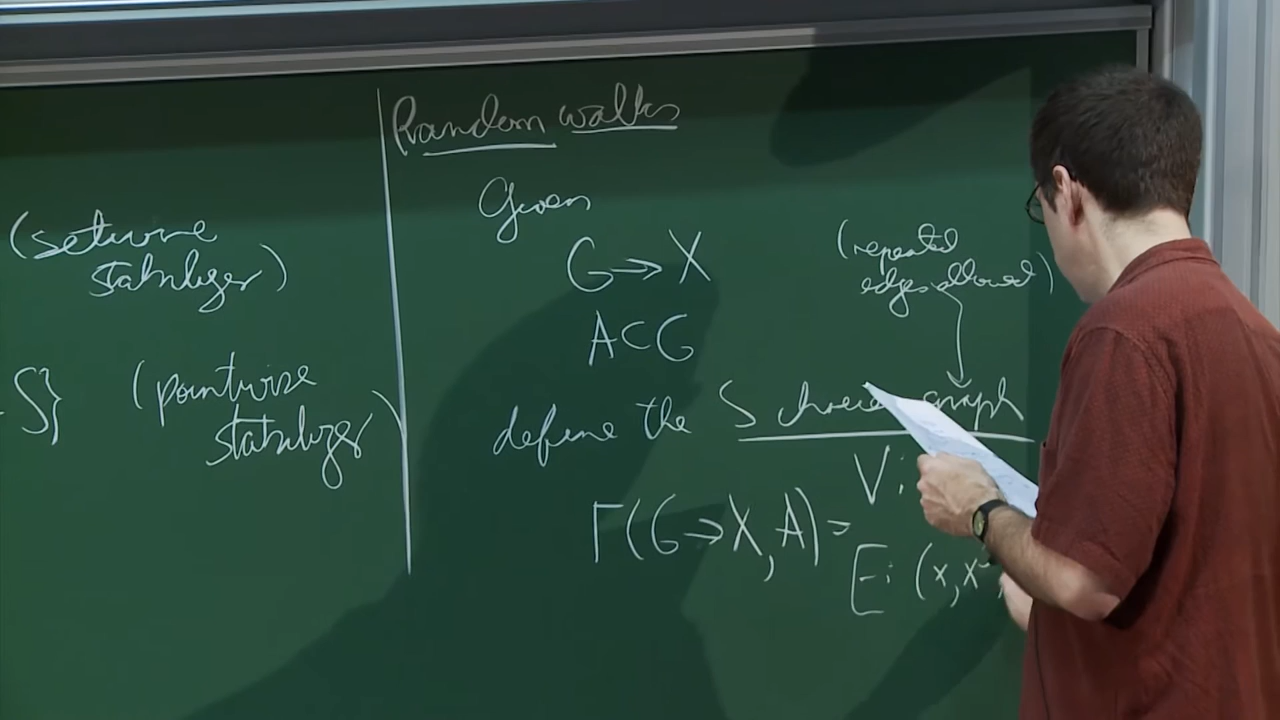 (setwise
stabilizer)
S}
(pointwise
stabilizer)
Random walks
Given
G→X
A⊂G
(repeated
edges allowed)
define the Schreier graph
V:
Γ(G→X,A)=
E: (x,x